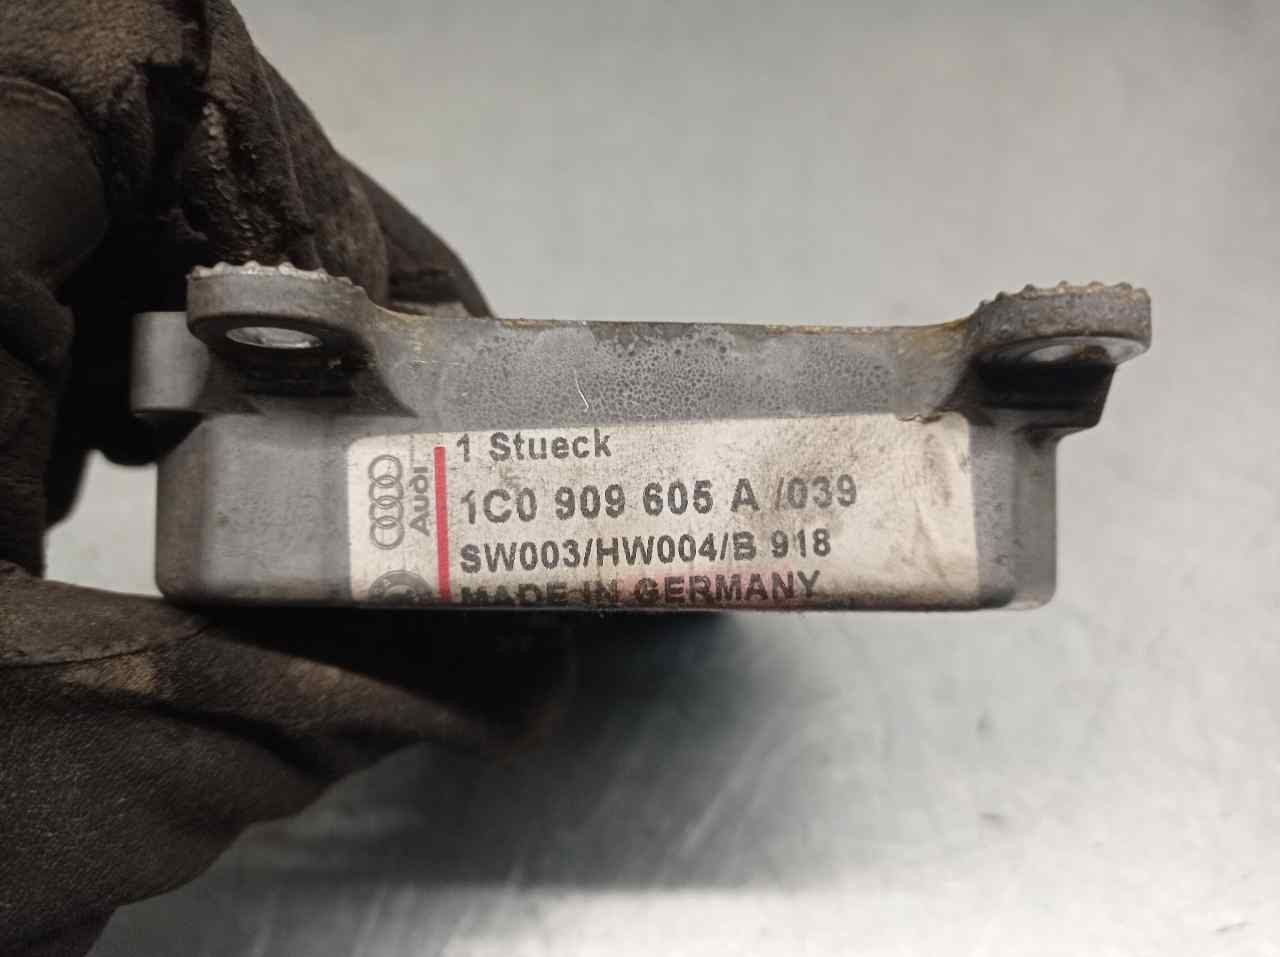 1 Stueck
1C0 909 605 A /039
SW003/HW004/B 918
MADE IN GERMANY
Audi